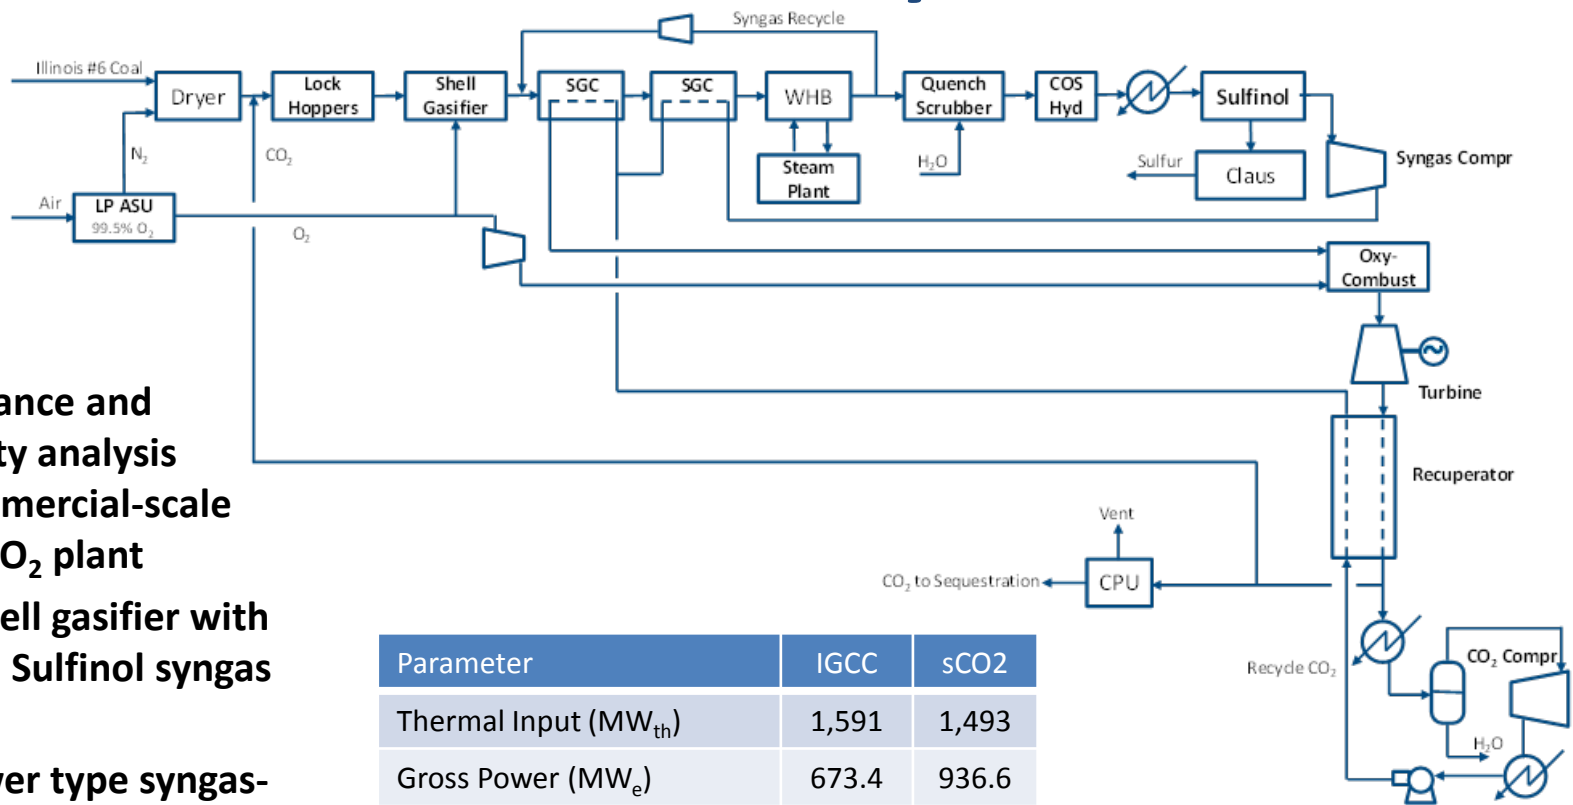 Syngas Recycle
Illinois #6 Coal
Dryer
Lock
Hoppers
Shell
Gasifier
SGC
SGC
WHB
Quench
Scrubber
COS
Hyd
Sulfinol
N₂
CO₂
Steam
Plant
H₂O
Sulfur
Claus
Syngas Compr
Air
LP ASU
99.5% O₂
O₂
Oxy-
Combust
Turbine
Recuperator
Vent
CO₂ to Sequestration
CPU
Recycle CO₂
CO₂ Compr
H₂O
ance and
ty analysis
mercial-scale
O₂ plant
ell gasifier with
Sulfinol syngas
er type syngas-
Parameter IGCC sCO2
Thermal Input (MWth) 1,591 1,493
Gross Power (MWe) 673.4 936.6